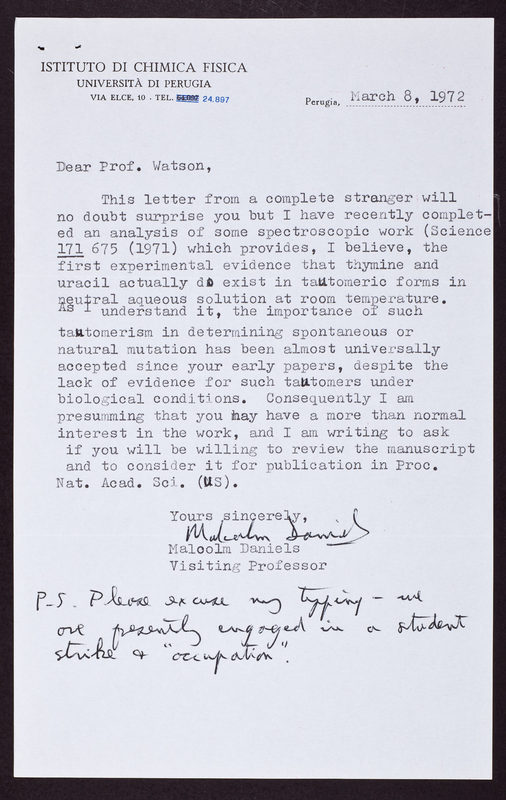 ISTITUTO DI CHIMICA FISICA
UNIVERSITÀ DI PERUGIA
VIA ELCE, 10 - TEL. 24.897
Perugia, March 8, 1972
Dear Prof. Watson,
This letter from a complete stranger will
no doubt surprise you but I have recently complet-
ed an analysis of some spectroscopic work (Science
171 675 (1971) which provides, I believe, the
first experimental evidence that thymine and
uracil actually do exist in tautomeric forms in
neutral aqueous solution at room temperature.
As I understand it, the importance of such
tautomerism in determining spontaneous or
natural mutation has been almost universally
accepted since your early papers, despite the
lack of evidence for such tautomers under
biological conditions. Consequently I am
presumming that you may have a more than normal
interest in the work, and I am writing to ask
if you will be willing to review the manuscript
and to consider it for publication in Proc.
Nat. Acad. Sci. (US).
Yours sincerely,
Malcolm Daniels
Malcolm Daniels
Visiting Professor
P-S. Please excuse my typing - we
are presently engaged in a student
strike & "occupation".